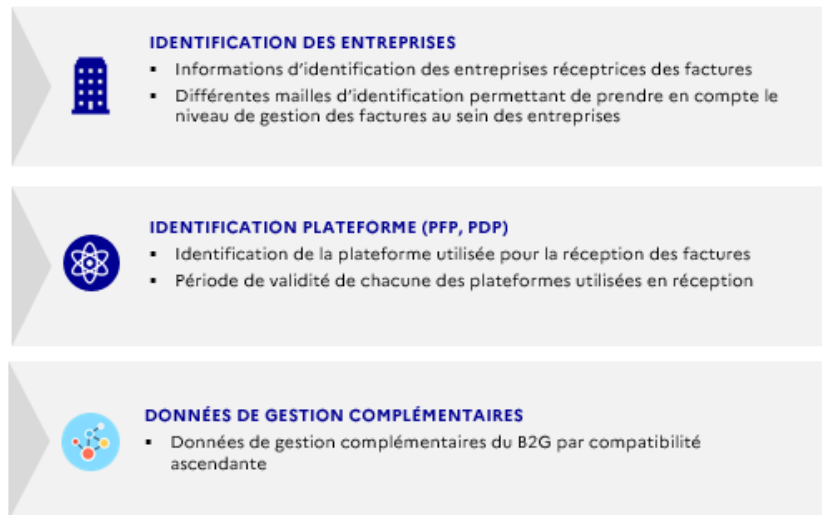 IDENTIFICATION DES ENTREPRISES
▪ Informations d'identification des entreprises réceptrices des factures
▪ Différentes mailles d'identification permettant de prendre en compte le
niveau de gestion des factures au sein des entreprises
IDENTIFICATION PLATEFORME (PFP, PDP)
▪ Identification de la plateforme utilisée pour la réception des factures
▪ Période de validité de chacune des plateformes utilisées en réception
DONNÉES DE GESTION COMPLÉMENTAIRES
▪ Données de gestion complémentaires du B2G par compatibilité
ascendante